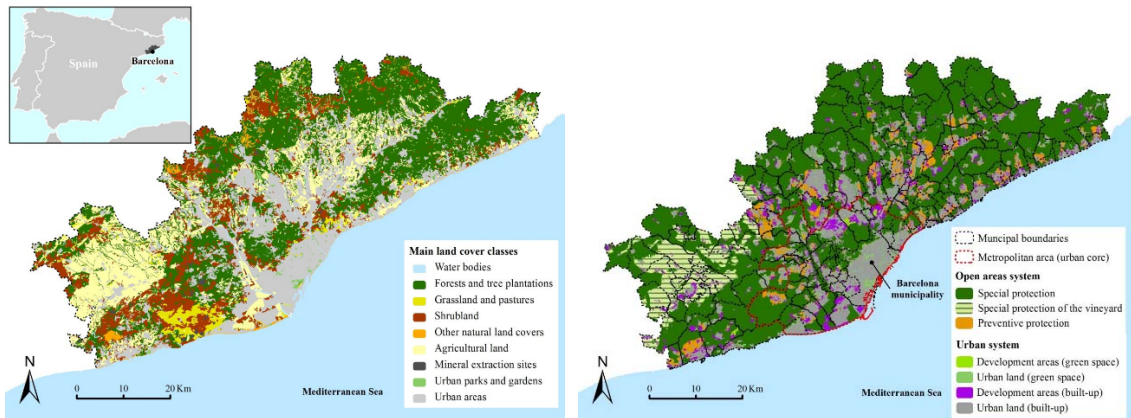 Spain
Barcelona
Main land cover classes
Water bodies
Forests and tree plantations
Grassland and pastures
Shrubland
Other natural land covers
Agricultural land
Mineral extraction sites
Urban parks and gardens
Urban areas
N
0 10 20 Km
Mediterranean Sea
Barcelona
municipality
Muncipal boundaries
Metropolitan area (urban core)
Open areas system
Special protection
Special protection of the vineyard
Preventive protection
Urban system
Development areas (green space)
Urban land (green space)
Development areas (built-up)
Urban land (built-up)
N
0 10 20 Km
Mediterranean Sea